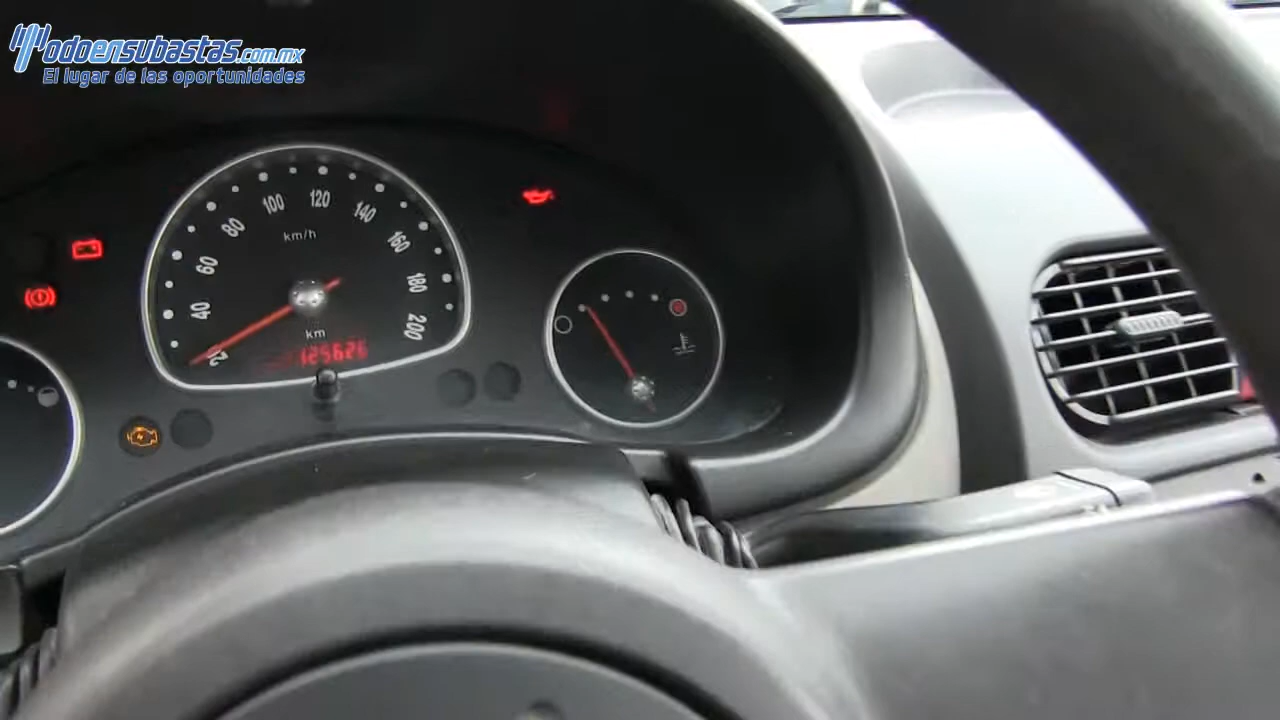 Todoensubastas.com.mx
El lugar de las oportunidades
20
40
60
80
100
120
140
160
180
200
km/h
km
125626